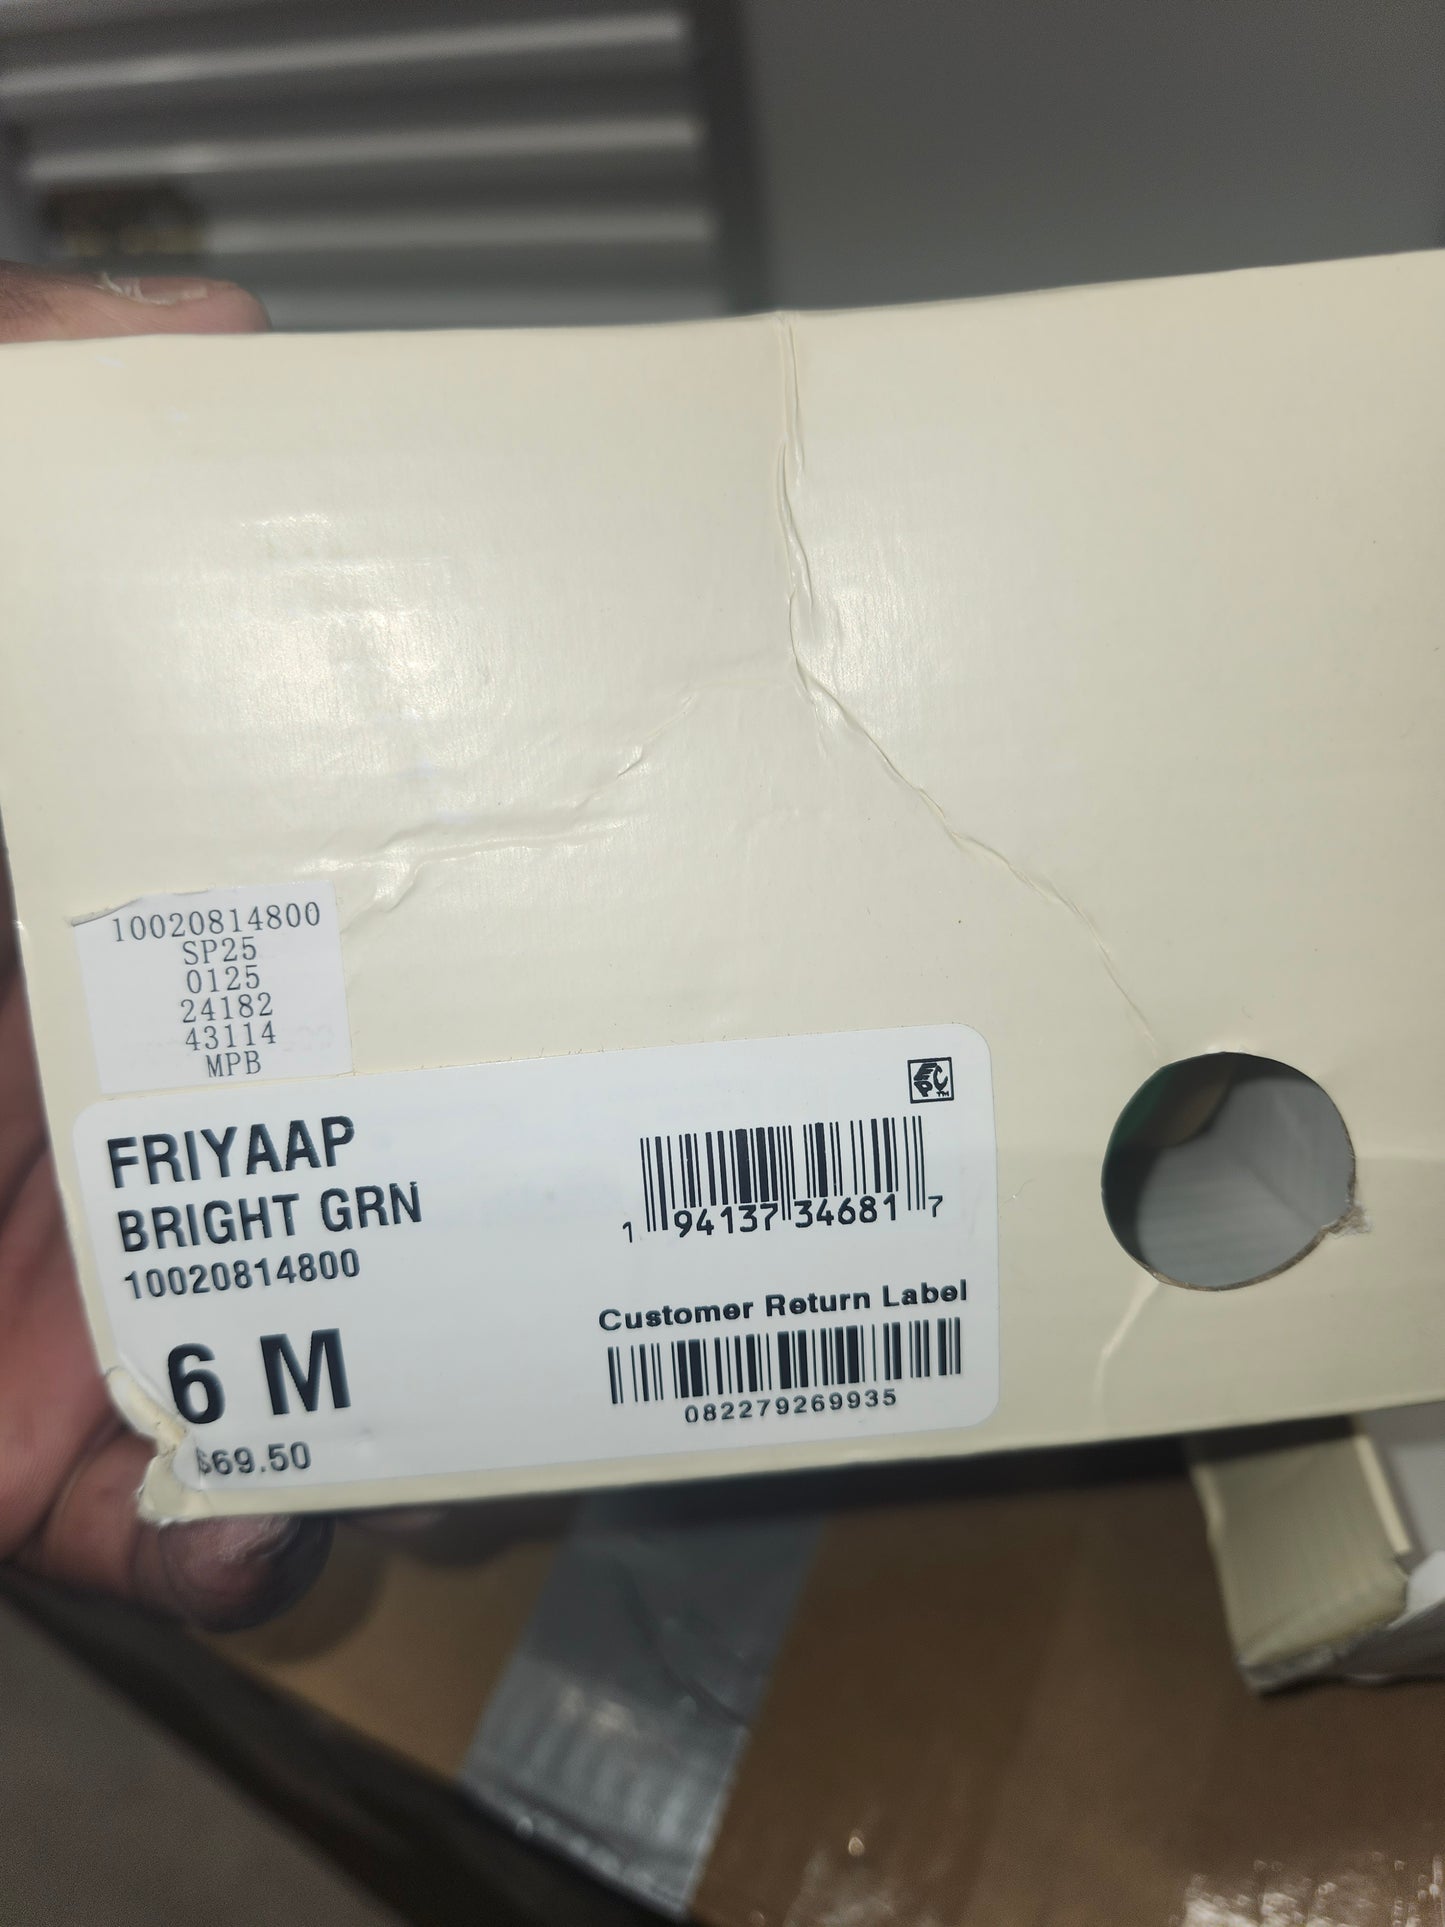 10020814800
SP25
0125
24182
43114
MPB
FRIYAAP
BRIGHT GRN
10020814800
6 M
$69.50
EPC™
1 94137 34681 7
Customer Return Label
082279269935